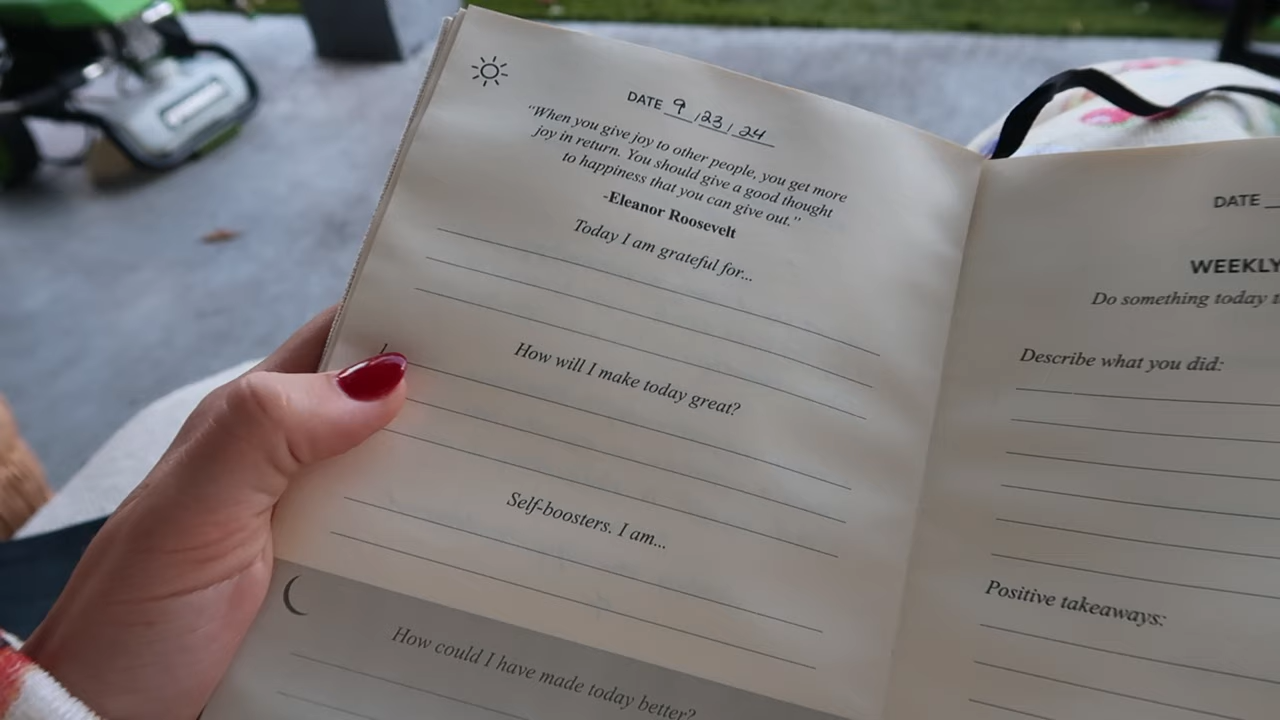 DATE 9/23/24
"When you give joy to other people, you get more
joy in return. You should give a good thought
to happiness that you can give out."
-Eleanor Roosevelt
Today I am grateful for...
How will I make today great?
Self-boosters. I am...
How could I have made today better?
DATE
WEEKLY
Do something today
Describe what you did:
Positive takeaways: